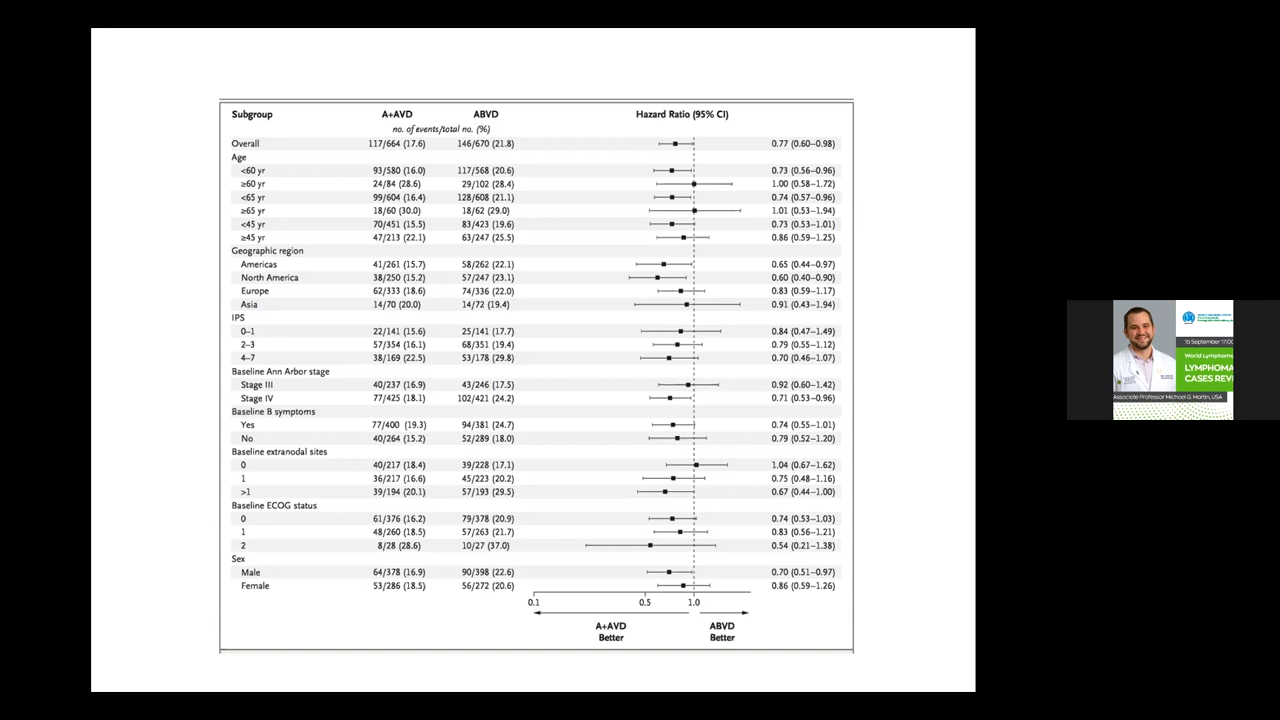 Subgroup A+AVD ABVD Hazard Ratio (95% CI)
no. of events/total no. (%)
Overall 117/664 (17.6) 146/670 (21.8) 0.77 (0.60–0.98)
Age
<60 yr 93/580 (16.0) 117/568 (20.6) 0.73 (0.56–0.96)
≥60 yr 24/84 (28.6) 29/102 (28.4) 1.00 (0.58–1.72)
<65 yr 99/604 (16.4) 128/608 (21.1) 0.74 (0.57–0.96)
≥65 yr 18/60 (30.0) 18/62 (29.0) 1.01 (0.53–1.94)
<45 yr 70/451 (15.5) 83/423 (19.6) 0.73 (0.53–1.01)
≥45 yr 47/213 (22.1) 63/247 (25.5) 0.86 (0.59–1.25)
Geographic region
Americas 41/261 (15.7) 58/262 (22.1) 0.65 (0.44–0.97)
North America 38/250 (15.2) 57/247 (23.1) 0.60 (0.40–0.90)
Europe 62/333 (18.6) 74/336 (22.0) 0.83 (0.59–1.17)
Asia 14/70 (20.0) 14/72 (19.4) 0.91 (0.43–1.94)
IPS
0–1 22/141 (15.6) 25/141 (17.7) 0.84 (0.47–1.49)
2–3 57/354 (16.1) 68/351 (19.4) 0.79 (0.55–1.12)
4–7 38/169 (22.5) 53/178 (29.8) 0.70 (0.46–1.07)
Baseline Ann Arbor stage
Stage III 40/237 (16.9) 43/246 (17.5) 0.92 (0.60–1.42)
Stage IV 77/425 (18.1) 102/421 (24.2) 0.71 (0.53–0.96)
Baseline B symptoms
Yes 77/400 (19.3) 94/381 (24.7) 0.74 (0.55–1.01)
No 40/264 (15.2) 52/289 (18.0) 0.79 (0.52–1.20)
Baseline extranodal sites
0 40/217 (18.4) 39/228 (17.1) 1.04 (0.67–1.62)
1 36/217 (16.6) 45/223 (20.2) 0.75 (0.48–1.16)
>1 39/194 (20.1) 57/193 (29.5) 0.67 (0.44–1.00)
Baseline ECOG status
0 61/376 (16.2) 79/378 (20.9) 0.74 (0.53–1.03)
1 48/260 (18.5) 57/263 (21.7) 0.83 (0.56–1.21)
2 8/28 (28.6) 10/27 (37.0) 0.54 (0.21–1.38)
Sex
Male 64/378 (16.9) 90/398 (22.6) 0.70 (0.51–0.97)
Female 53/286 (18.5) 56/272 (20.6) 0.86 (0.59–1.26)
0.1 0.5 1.0
A+AVD Better
ABVD Better
15 September 17:00
World Lymphoma
LYMPHOMA
CASES REVI
Associate Professor Michael G. Martin, USA